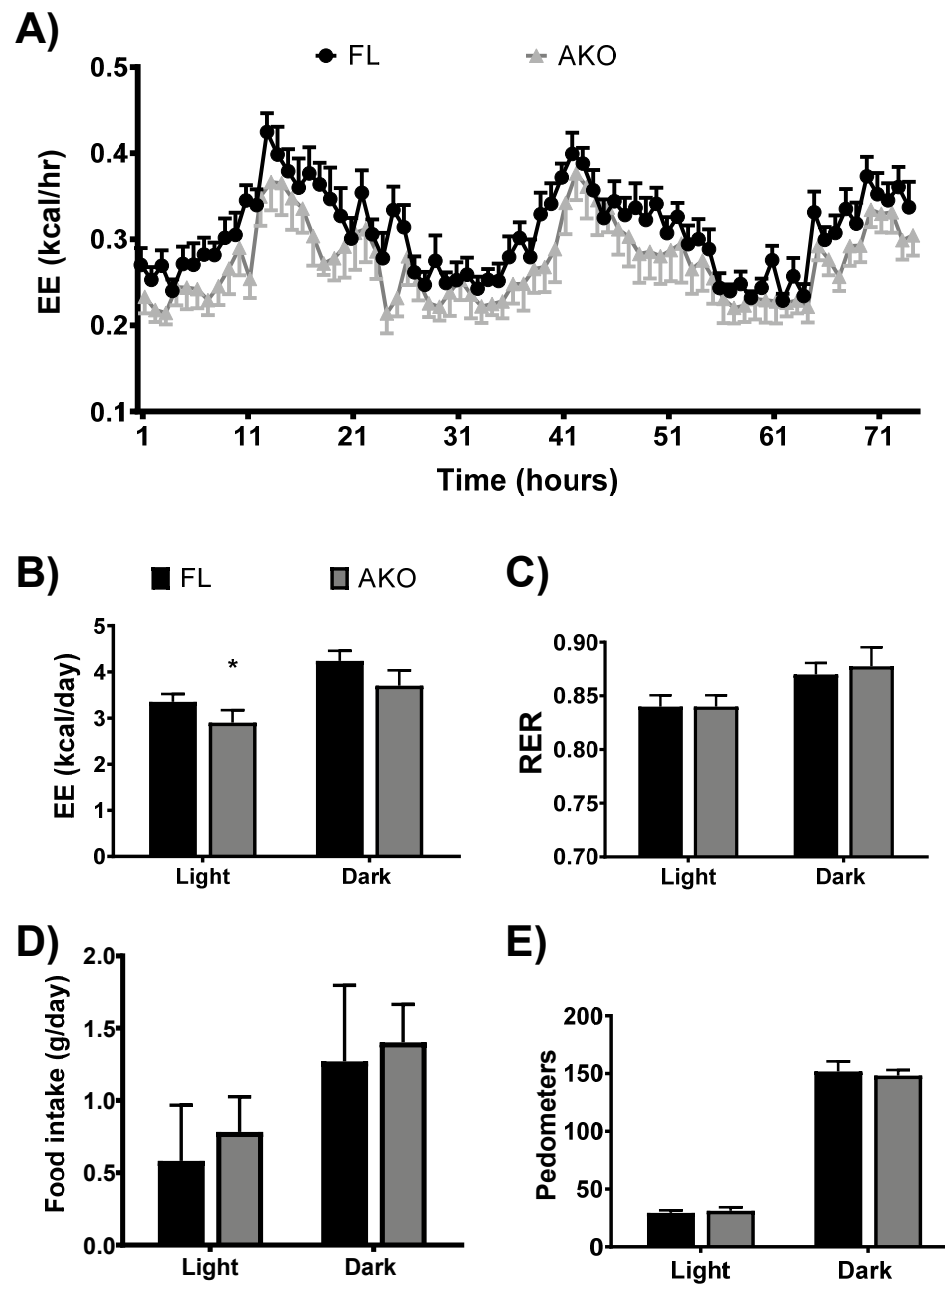 A)
FL AKO
0.5
0.4
0.3
0.2
0.1
EE (kcal/hr)
1 11 21 31 41 51 61 71
Time (hours)
B)
FL AKO
5
4
3
2
1
0
EE (kcal/day)
*
Light Dark
C)
0.90
0.85
0.80
0.75
0.70
RER
Light Dark
D)
2.0
1.5
1.0
0.5
0.0
Food intake (g/day)
Light Dark
E)
200
150
100
50
0
Pedometers
Light Dark